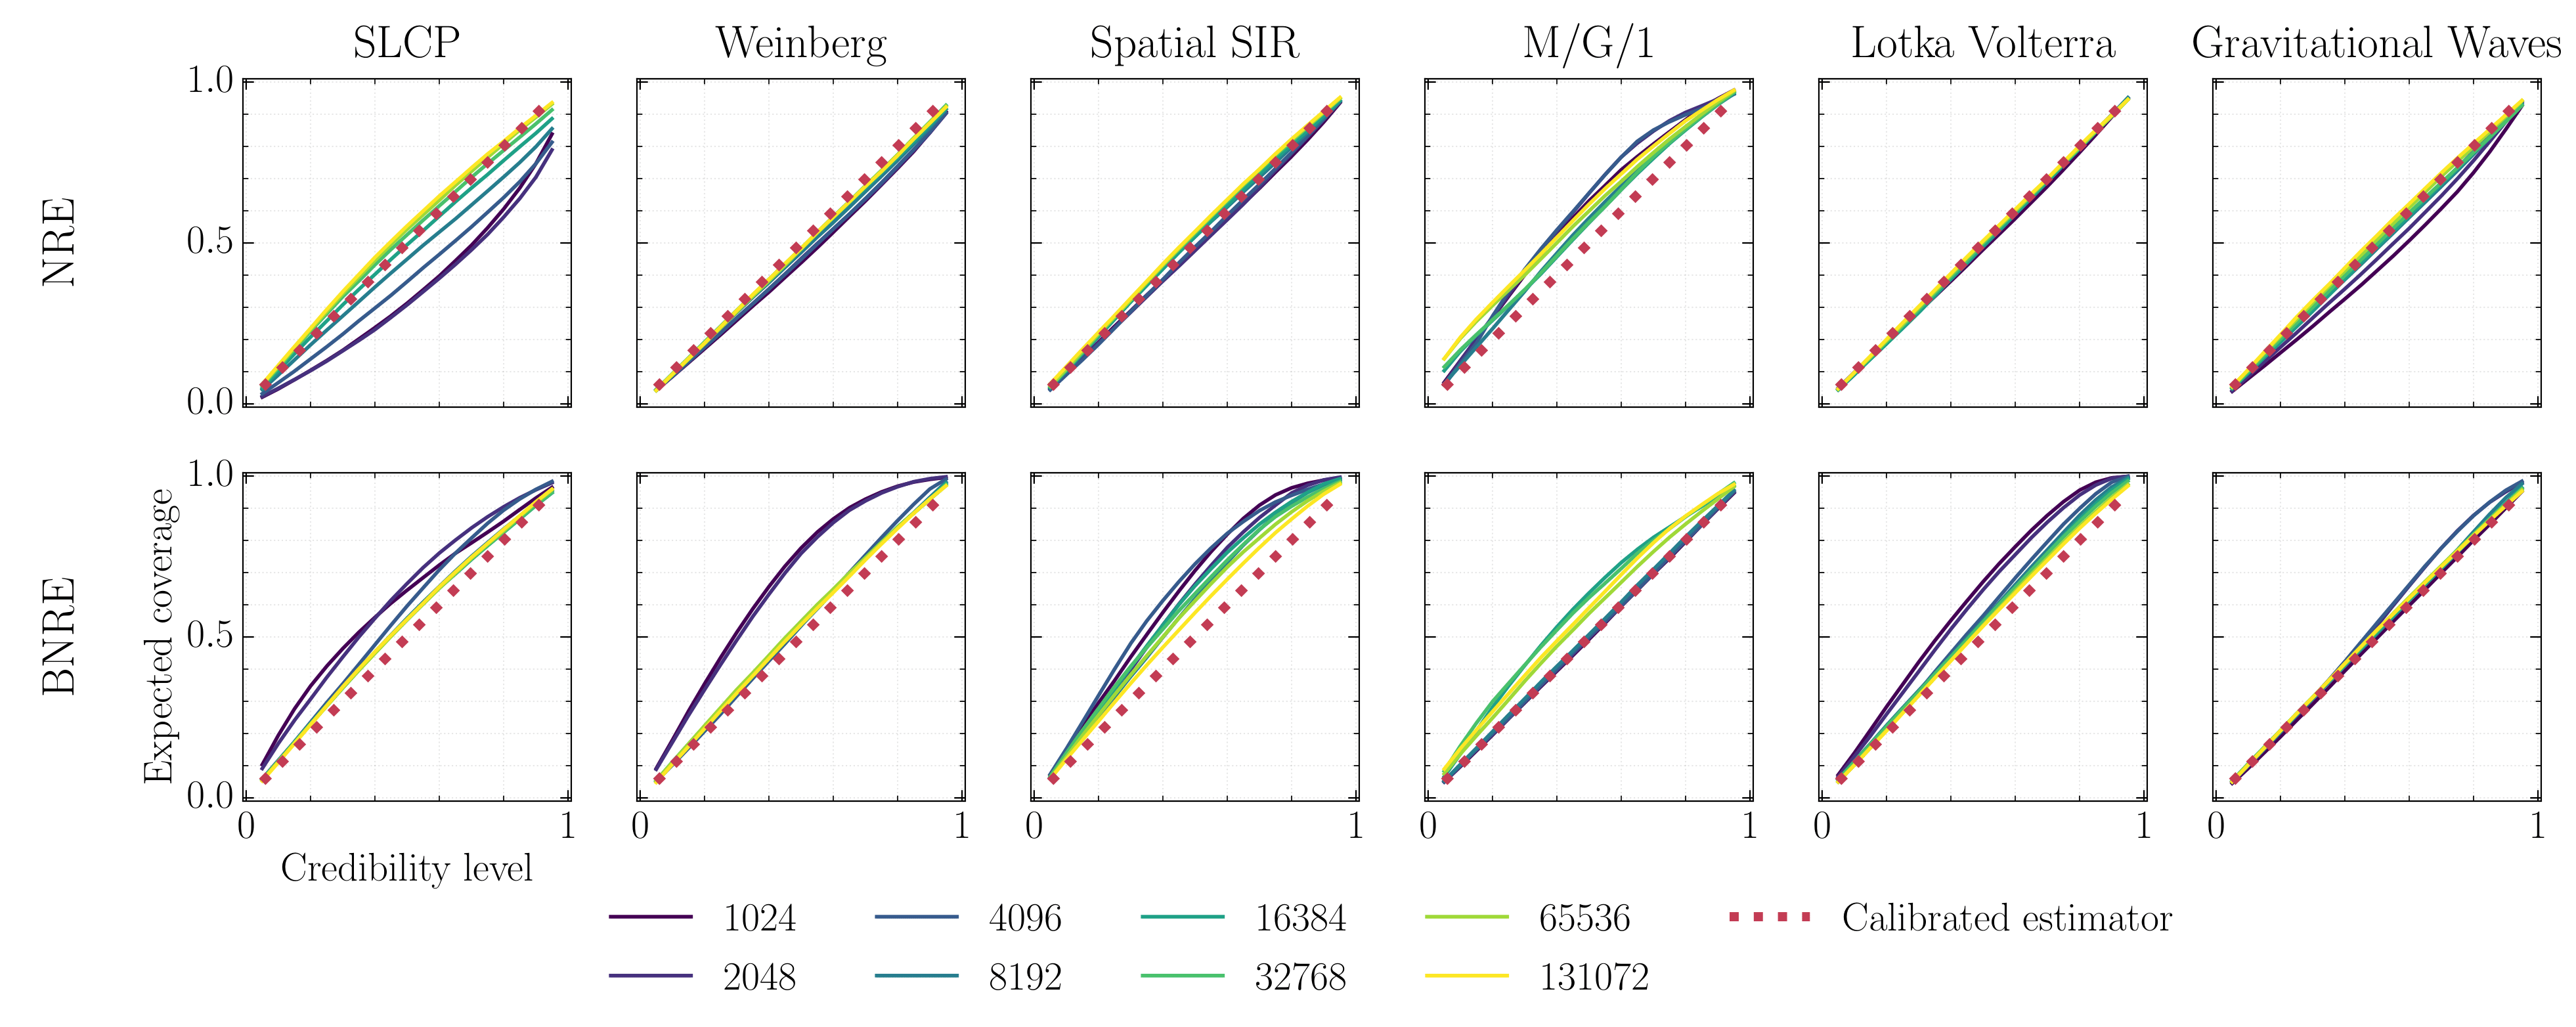 SLCP Weinberg Spatial SIR M/G/1 Lotka Volterra Gravitational Waves
NRE
1.0
0.5
0.0
BNRE
Expected coverage
1.0
0.5
0.0
0 1 0 1 0 1 0 1 0 1 0 1
Credibility level
1024 4096 16384 65536 Calibrated estimator
2048 8192 32768 131072